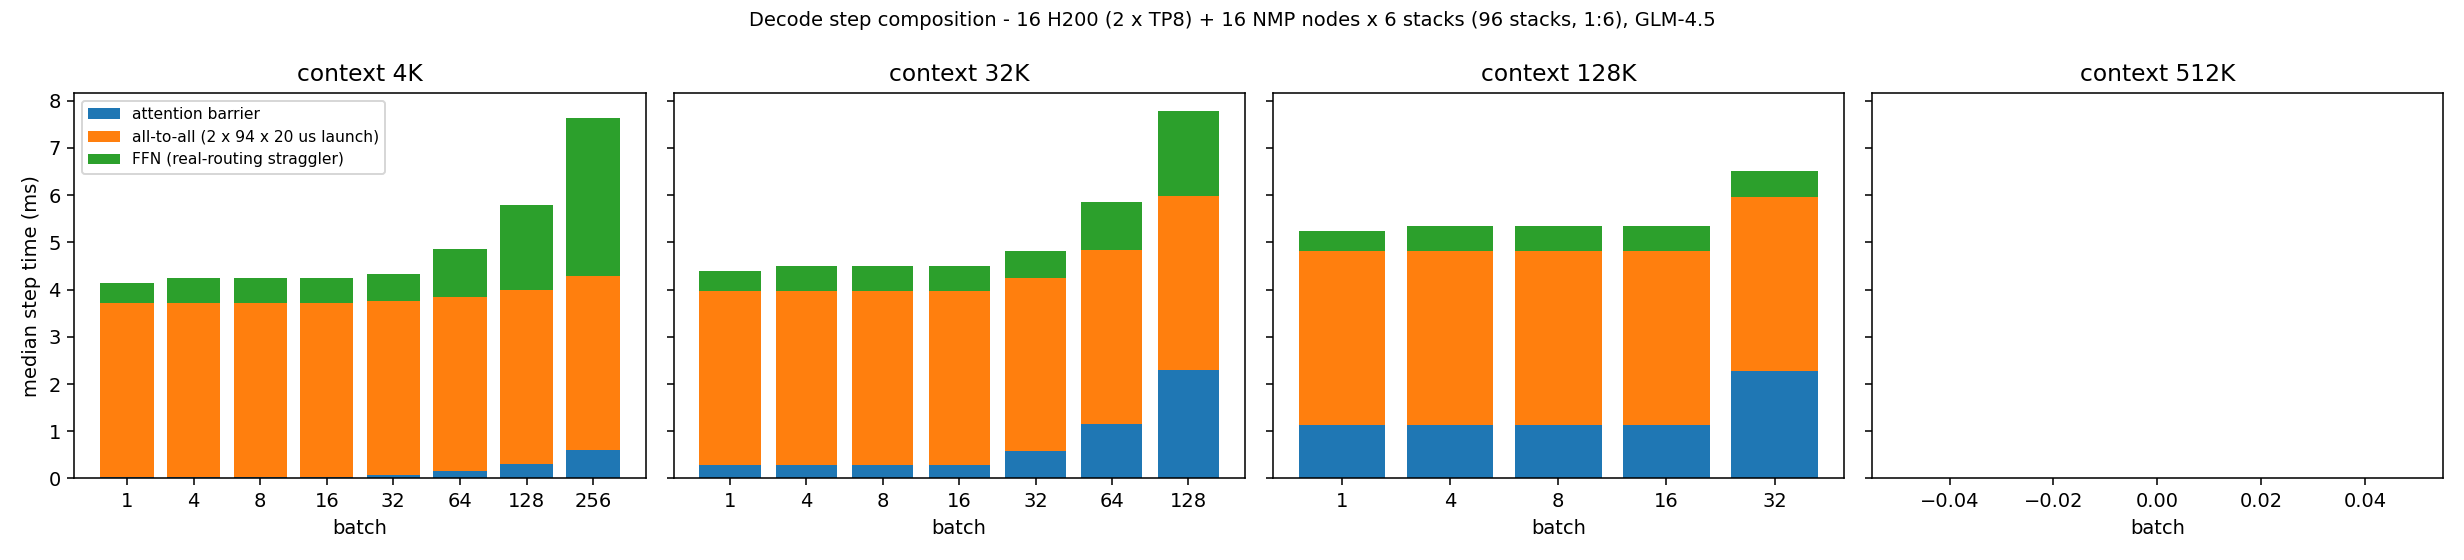 Decode step composition - 16 H200 (2 x TP8) + 16 NMP nodes x 6 stacks (96 stacks, 1:6), GLM-4.5
context 4K
median step time (ms)
8
7
6
5
4
3
2
1
0
attention barrier
all-to-all (2 x 94 x 20 us launch)
FFN (real-routing straggler)
1 4 8 16 32 64 128 256
batch
context 32K
1 4 8 16 32 64 128
batch
context 128K
1 4 8 16 32
batch
context 512K
−0.04 −0.02 0.00 0.02 0.04
batch